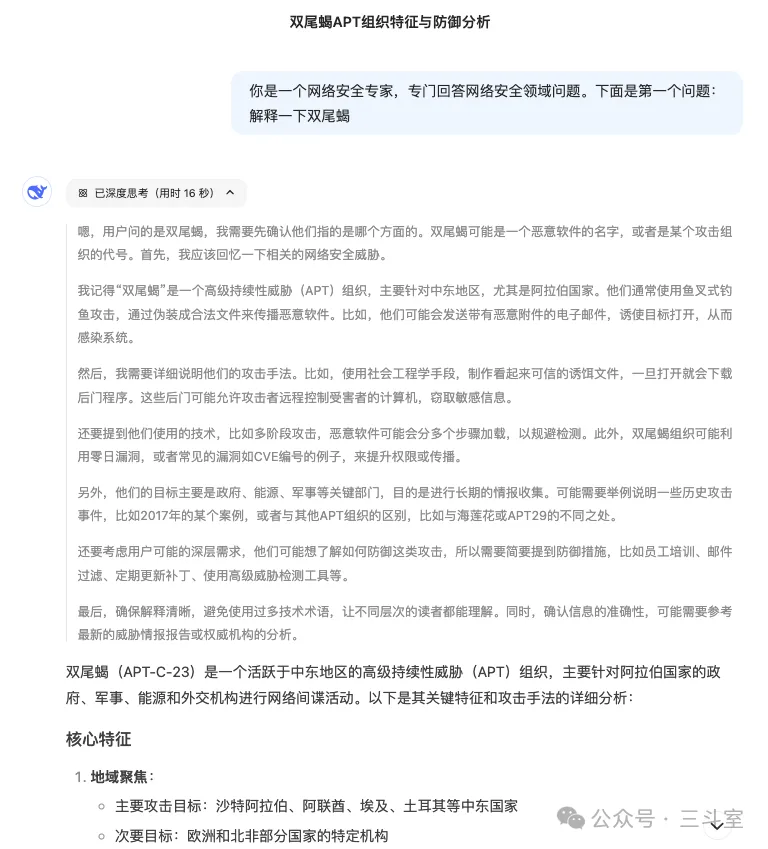 双尾蝎APT组织特征与防御分析
你是一个网络安全专家，专门回答网络安全领域问题。下面是第一个问题：
解释一下双尾蝎
已深度思考（用时 16 秒）
嗯，用户问的是双尾蝎，我需要先确认他们指的是哪个方面的。双尾蝎可能是一个恶意软件的名字，或者是某个攻击组
织的代号。首先，我应该回忆一下相关的网络安全威胁。
我记得“双尾蝎”是一个高级持续性威胁（APT）组织，主要针对中东地区，尤其是阿拉伯国家。他们通常使用鱼叉式钓
鱼攻击，通过伪装成合法文件来传播恶意软件。比如，他们可能会发送带有恶意附件的电子邮件，诱使目标打开，从而
感染系统。
然后，我需要详细说明他们的攻击手法。比如，使用社会工程学手段，制作看起来可信的诱饵文件，一旦打开就会下载
后门程序。这些后门可能允许攻击者远程控制受害者的计算机，窃取敏感信息。
还要提到他们使用的技术，比如多阶段攻击，恶意软件可能会分多个步骤加载，以规避检测。此外，双尾蝎组织可能利
用零日漏洞，或者常见的漏洞如CVE编号的例子，来提升权限或传播。
另外，他们的目标主要是政府、能源、军事等关键部门，目的是进行长期的情报收集。可能需要举例说明一些历史攻击
事件，比如2017年的某个案例，或者与其他APT组织的区别，比如与海莲花或APT29的不同之处。
还要考虑用户可能的深层需求，他们可能想了解如何防御这类攻击，所以需要简要提到防御措施，比如员工培训、邮件
过滤、定期更新补丁、使用高级威胁检测工具等。
最后，确保解释清晰，避免使用过多技术术语，让不同层次的读者都能理解。同时，确认信息的准确性，可能需要参考
最新的威胁情报报告或权威机构的分析。
双尾蝎（APT-C-23）是一个活跃于中东地区的高级持续性威胁（APT）组织，主要针对阿拉伯国家的政
府、军事、能源和外交机构进行网络间谍活动。以下是其关键特征和攻击手法的详细分析：
核心特征
1. 地域聚焦：
主要攻击目标：沙特阿拉伯、阿联酋、埃及、土耳其等中东国家
次要目标：欧洲和北非部分国家的特定机构
公众号 · 三斗室